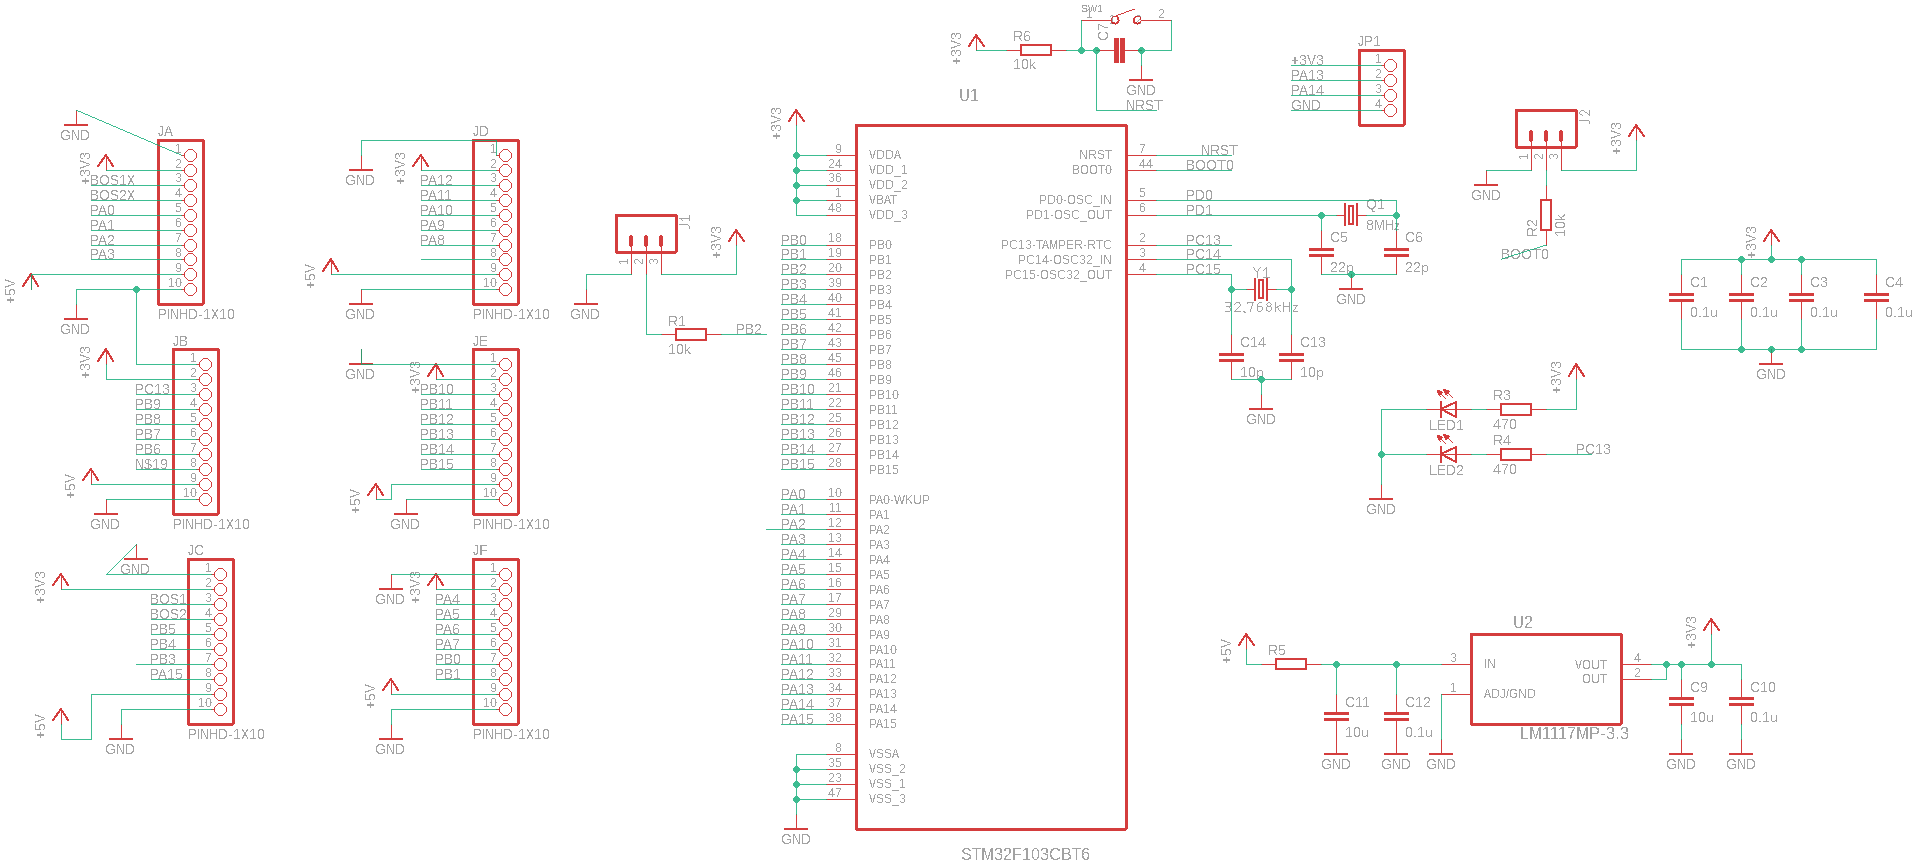 SW1
1
2
C7
+3V3
R6
10k
GND
NRST
JP1
+3V3 1
PA13 2
PA14 3
GND 4
J2
1 2 3
+3V3
GND
R2
10k
BOOT0
GND
JA
1
+3V3 2
BOS1X 3
BOS2X 4
PA0 5
PA1 6
PA2 7
PA3 8
+5V 9
10
GND
PINHD-1X10
JB
1
+3V3 2
PC13 3
PB9 4
PB8 5
PB7 6
PB6 7
N$19 8
+5V 9
10
GND
PINHD-1X10
JC
GND 1
+3V3 2
BOS1 3
BOS2 4
PB5 5
PB4 6
PB3 7
PA15 8
9
+5V 10
GND
PINHD-1X10
JD
1
GND
+3V3 2
PA12 3
PA11 4
PA10 5
PA9 6
PA8 7
8
+5V 9
10
GND
PINHD-1X10
JE
1
GND
+3V3 2
PB10 3
PB11 4
PB12 5
PB13 6
PB14 7
PB15 8
+5V 9
10
GND
PINHD-1X10
JF
1
GND
+3V3 2
PA4 3
PA5 4
PA6 5
PA7 6
PB0 7
PB1 8
+5V 9
10
GND
PINHD-1X10
J1
1 2 3
+3V3
GND
R1
10k
PB2
U1
+3V3
9 VDDA
24 VDD_1
36 VDD_2
1 VBAT
48 VDD_3
PB0 18 PB0
PB1 19 PB1
PB2 20 PB2
PB3 39 PB3
PB4 40 PB4
PB5 41 PB5
PB6 42 PB6
PB7 43 PB7
PB8 45 PB8
PB9 46 PB9
PB10 21 PB10
PB11 22 PB11
PB12 25 PB12
PB13 26 PB13
PB14 27 PB14
PB15 28 PB15
PA0 10 PA0-WKUP
PA1 11 PA1
PA2 12 PA2
PA3 13 PA3
PA4 14 PA4
PA5 15 PA5
PA6 16 PA6
PA7 17 PA7
PA8 29 PA8
PA9 30 PA9
PA10 31 PA10
PA11 32 PA11
PA12 33 PA12
PA13 34 PA13
PA14 37 PA14
PA15 38 PA15
8 VSSA
35 VSS_2
23 VSS_1
47 VSS_3
GND
STM32F103CBT6
NRST 7 NRST
BOOT0 44 BOOT0
PD0-OSC_IN 5 PD0
PD1-OSC_OUT 6 PD1
PC13-TAMPER-RTC 2 PC13
PC14-OSC32_IN 3 PC14
PC15-OSC32_OUT 4 PC15
Q1
8MHz
C5
22p
C6
22p
GND
Y1
32.768kHz
C14
10p
C13
10p
GND
+3V3
C1
0.1u
C2
0.1u
C3
0.1u
C4
0.1u
GND
+3V3
LED1
R3
470
LED2
R4
470
PC13
GND
+5V
R5
C11
10u
C12
0.1u
GND
GND
GND
U2
3 IN
1 ADJ/GND
VOUT 4
OUT 2
LM1117MP-3.3
+3V3
C9
10u
C10
0.1u
GND
GND